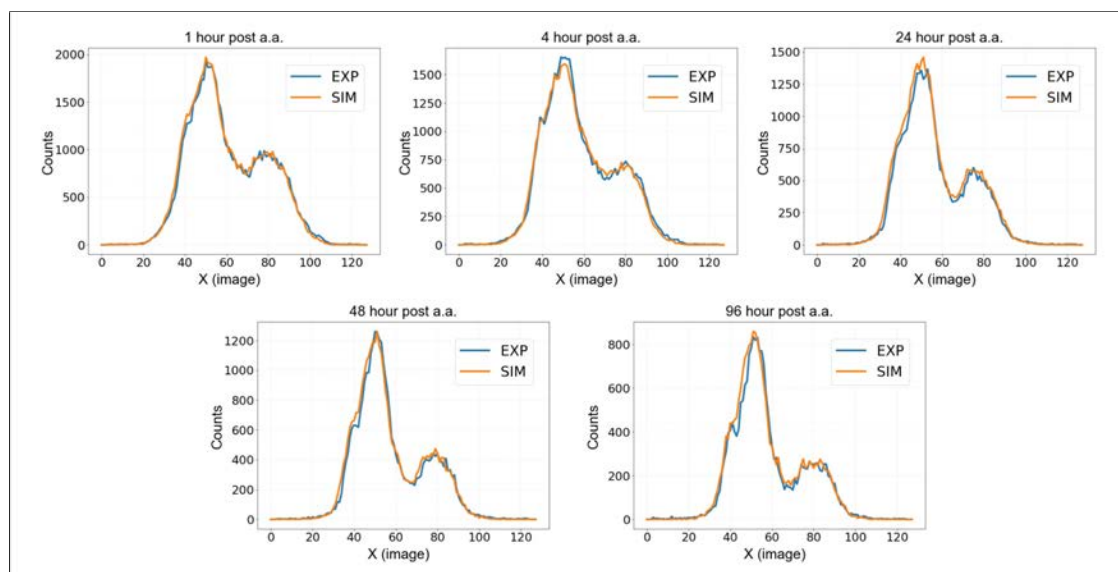 1 hour post a.a.
2000
1500
1000
500
0
Counts
EXP
SIM
0 20 40 60 80 100 120
X (image)
4 hour post a.a.
1500
1250
1000
750
500
250
0
Counts
EXP
SIM
0 20 40 60 80 100 120
X (image)
24 hour post a.a.
1500
1250
1000
750
500
250
0
Counts
EXP
SIM
0 20 40 60 80 100 120
X (image)
48 hour post a.a.
1200
1000
800
600
400
200
0
Counts
EXP
SIM
0 20 40 60 80 100 120
X (image)
96 hour post a.a.
800
600
400
200
0
Counts
EXP
SIM
0 20 40 60 80 100 120
X (image)